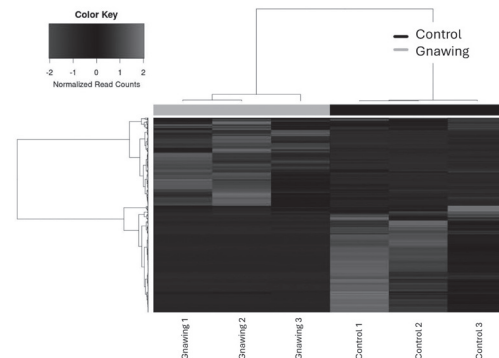 Color Key
-2 -1 0 1 2
Normalized Read Counts
Control
Gnawing
Gnawing 1
Gnawing 2
Gnawing 3
Control 1
Control 2
Control 3